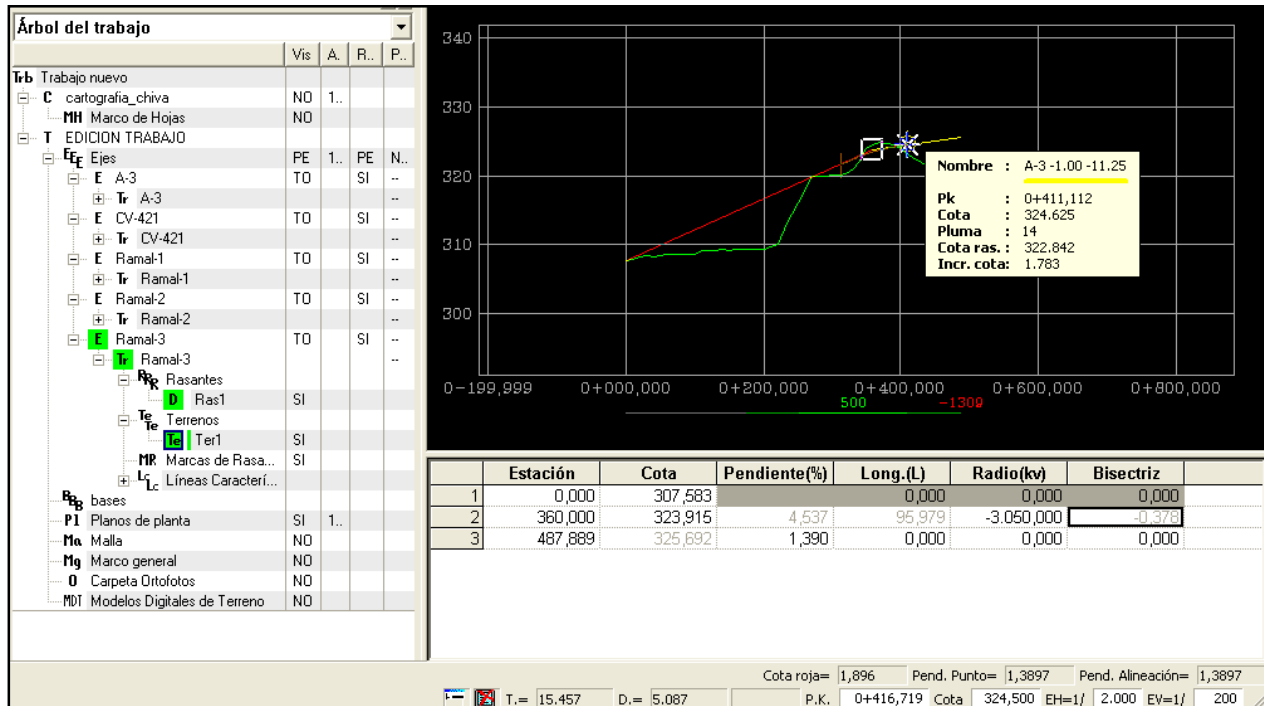 Árbol del trabajo
Vis A. R.. P..
Trb Trabajo nuevo
C cartografia_chiva NO 1..
MH Marco de Hojas NO
T EDICION TRABAJO
EEE Ejes PE 1.. PE N..
E A-3 TO SI --
Tr A-3 --
E CV-421 TO SI --
Tr CV-421 --
E Ramal-1 TO SI --
Tr Ramal-1 --
E Ramal-2 TO SI --
Tr Ramal-2 --
E Ramal-3 TO SI --
Tr Ramal-3 --
RRR Rasantes
D Ras1 SI
TeTe Terrenos
Te Ter1 SI
MR Marcas de Rasa... SI
LcLc Líneas Caracterí...
BBB bases
Pl Planos de planta SI 1..
Ma Malla NO
Mg Marco general NO
O Carpeta Ortofotos NO
MDT Modelos Digitales de Terreno NO
340
330
320
310
300
0-199,999 0+000,000 0+200,000 0+400,000 0+600,000 0+800,000
500 -1309
Nombre : A-3 -1.00 -11.25
Pk : 0+411,112
Cota : 324.625
Pluma : 14
Cota ras. : 322.842
Incr. cota: 1.783
Estación Cota Pendiente(%) Long.(L) Radio(kv) Bisectriz
1 0,000 307,583 0,000 0,000 0,000
2 360,000 323,915 4,537 95,979 -3.050,000 -0,378
3 487,889 325,692 1,390 0,000 0,000
Cota roja= 1,896 Pend. Punto= 1,3897 Pend. Alineación= 1,3897
T.= 15.457 D.= 5.087 P.K. 0+416,719 Cota 324,500 EH=1/ 2.000 EV=1/ 200